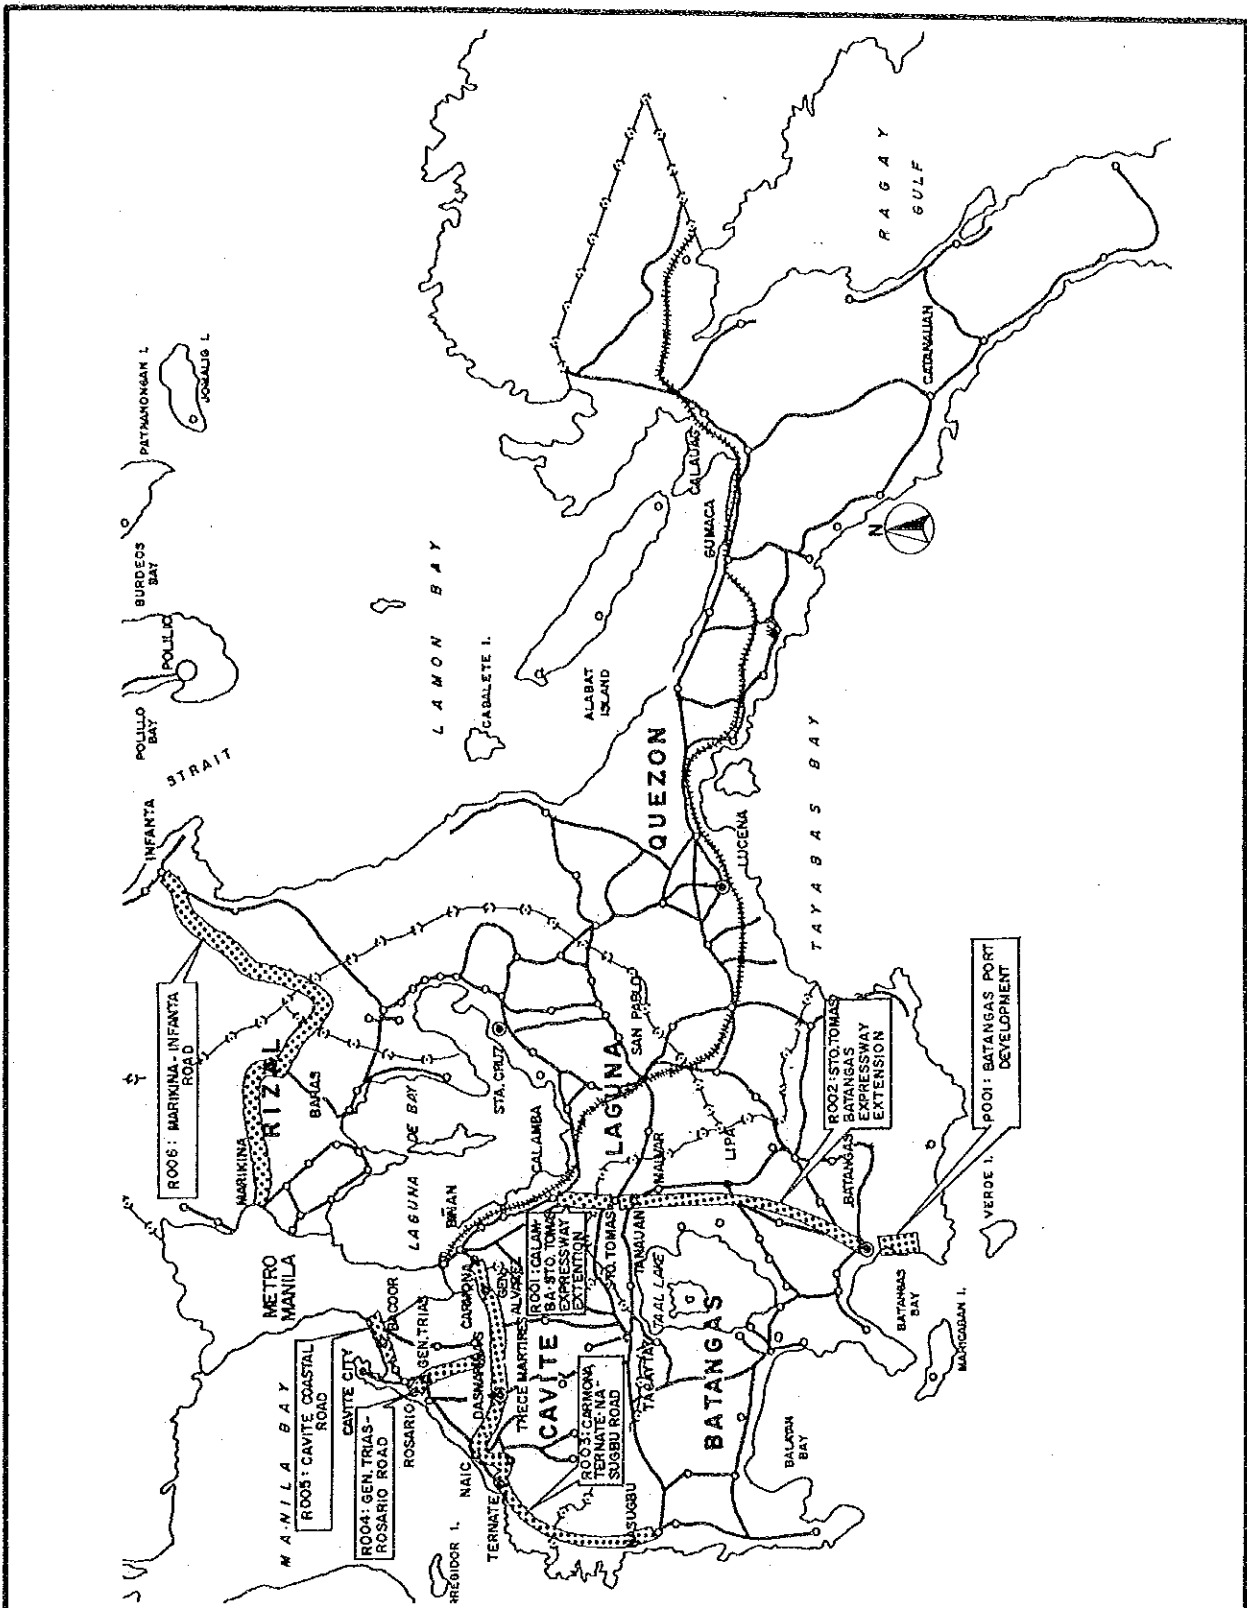 PATNANONGAN I.
JOMALIG I.
BURDEOS
BAY
POLILIO
POLILLO
BAY
STRAIT
INFANTA
LAMON BAY
CABALETE I.
ALABAT
ISLAND
RAGAY
GULF
CALAUAG
GUMACA
CATANAUAN
N
QUEZON
LUCENA
TAYABAS BAY
R006: MARIKINA-INFANTA
ROAD
RIZAL
MARIKINA
BARAS
METRO
MANILA
LAGUNA DE BAY
STA. CRUZ
LAGUNA
SAN PABLO
CALAMBA
BIÑAN
MALVAR
LIPA
R001:CALAM-
BA-STO. TOMAS
EXPRESSWAY
EXTENTION
STO. TOMAS
TANAUAN
TAAL LAKE
R002:STO.TOMAS
BATANGAS
EXPRESSWAY
EXTENSION
P001: BATANGAS PORT
DEVELOPMENT
BATANGAS
VERDE I.
BATANGAS
BAY
MARICABAN I.
BATANGAS
BALAYAN
BAY
MANILA BAY
R005: CAVITE COASTAL
ROAD
CAVITE CITY
BACOOR
R004: GEN. TRIAS-
ROSARIO ROAD
ROSARIO
GEN.TRIAS
CARMONA
GEN.
ALVAREZ
DASMARIÑAS
TRECE MARTIRES
CAVITE
TAGAYTAY
NAIC
TERNATE
R003:CARMONA
TERNATE-NA
SUGBU ROAD
NASUGBU
RREGIDOR I.